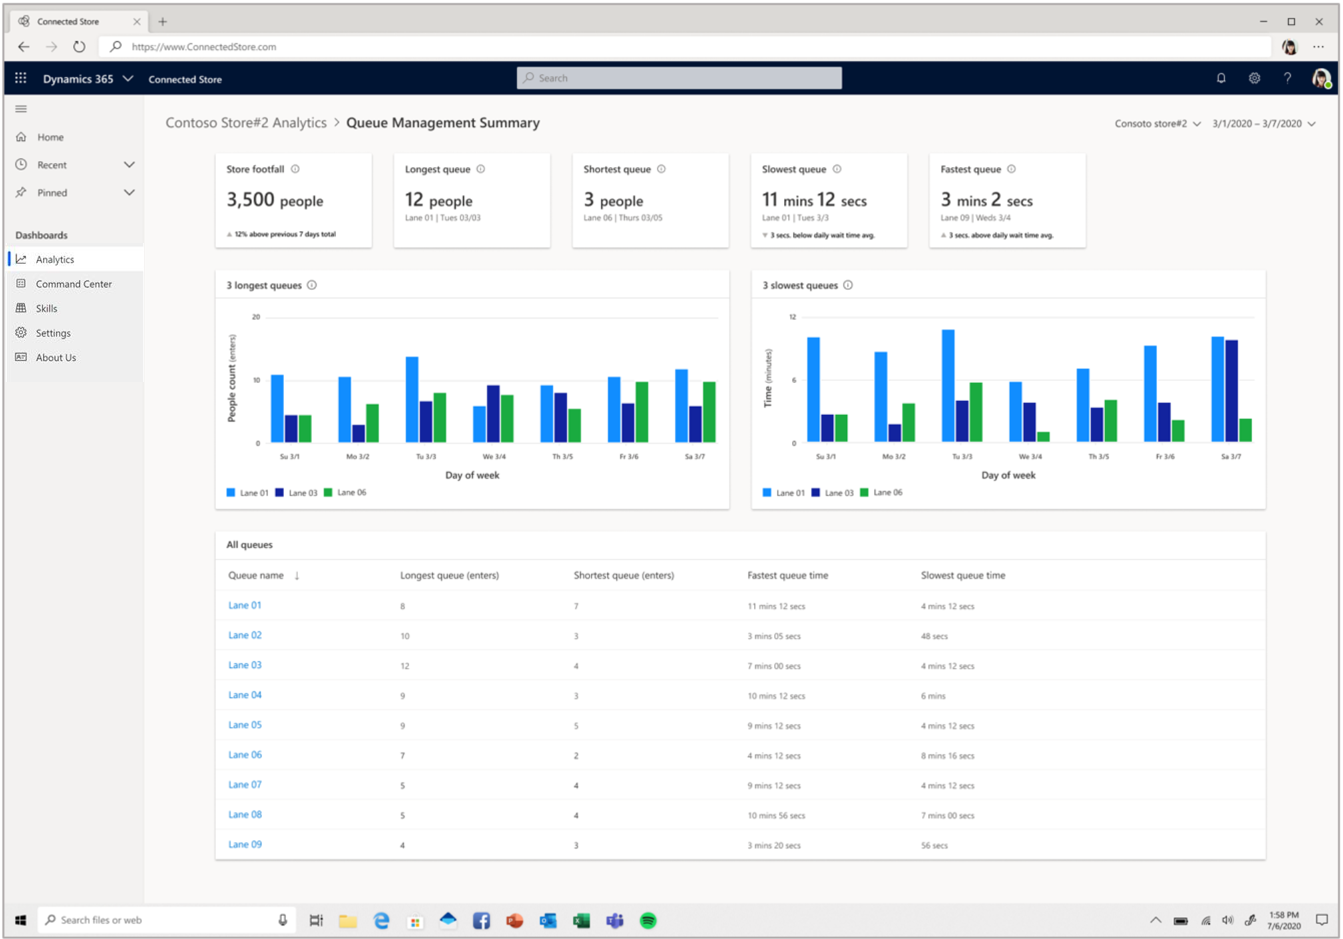 Connected Store
https://www.ConnectedStore.com
Dynamics 365 Connected Store Search ?
Contoso Store#2 Analytics > Queue Management Summary Consoto store#2 3/1/2020 – 3/7/2020
Home
Recent
Pinned
Dashboards
Analytics
Command Center
Skills
Settings
About Us
Store footfall
3,500 people
12% above previous 7 days total
Longest queue
12 people
Lane 01 | Tues 03/03
Shortest queue
3 people
Lane 06 | Thurs 03/05
Slowest queue
11 mins 12 secs
Lane 01 | Tues 3/3
3 secs. below daily wait time avg.
Fastest queue
3 mins 2 secs
Lane 09 | Weds 3/4
3 secs. above daily wait time avg.
3 longest queues
People count (enters)
20
10
0
Su 3/1 Mo 3/2 Tu 3/3 We 3/4 Th 3/5 Fr 3/6 Sa 3/7
Day of week
Lane 01 Lane 03 Lane 06
3 slowest queues
Time (minutes)
12
6
0
Su 3/1 Mo 3/2 Tu 3/3 We 3/4 Th 3/5 Fr 3/6 Sa 3/7
Day of week
Lane 01 Lane 03 Lane 06
All queues
Queue name ↓ Longest queue (enters) Shortest queue (enters) Fastest queue time Slowest queue time
Lane 01 8 7 11 mins 12 secs 4 mins 12 secs
Lane 02 10 3 3 mins 05 secs 48 secs
Lane 03 12 4 7 mins 00 secs 4 mins 12 secs
Lane 04 9 3 10 mins 12 secs 6 mins
Lane 05 9 5 9 mins 12 secs 4 mins 12 secs
Lane 06 7 2 4 mins 12 secs 8 mins 16 secs
Lane 07 5 4 9 mins 12 secs 4 mins 12 secs
Lane 08 5 4 10 mins 56 secs 7 mins 00 secs
Lane 09 4 3 3 mins 20 secs 56 secs
Search files or web
1:58 PM
7/6/2020